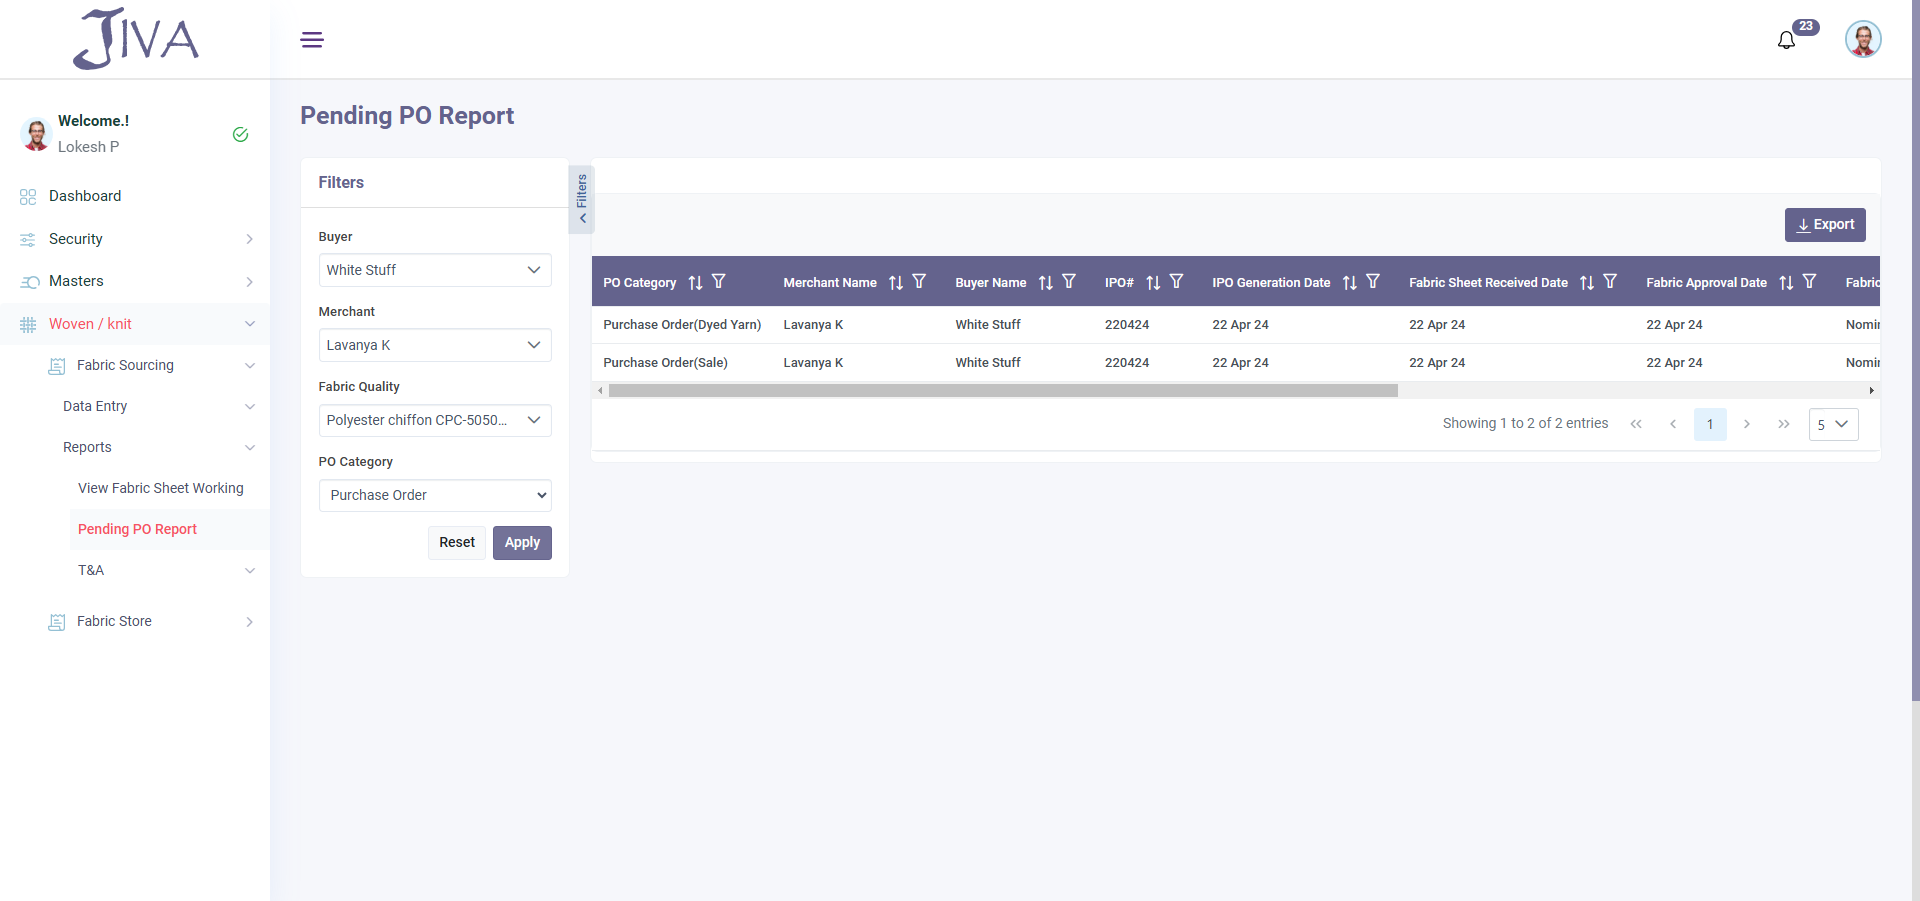 JIVA
23
Welcome.!
Lokesh P
Dashboard
Security
Masters
Woven / knit
Fabric Sourcing
Data Entry
Reports
View Fabric Sheet Working
Pending PO Report
T&A
Fabric Store
Pending PO Report
Filters
Buyer
White Stuff
Merchant
Lavanya K
Fabric Quality
Polyester chiffon CPC-5050...
PO Category
Purchase Order
Reset Apply
Filters
Export
PO Category Merchant Name Buyer Name IPO# IPO Generation Date Fabric Sheet Received Date Fabric Approval Date Fabric
Purchase Order(Dyed Yarn) Lavanya K White Stuff 220424 22 Apr 24 22 Apr 24 22 Apr 24 Nomin
Purchase Order(Sale) Lavanya K White Stuff 220424 22 Apr 24 22 Apr 24 22 Apr 24 Nomin
Showing 1 to 2 of 2 entries 1 5